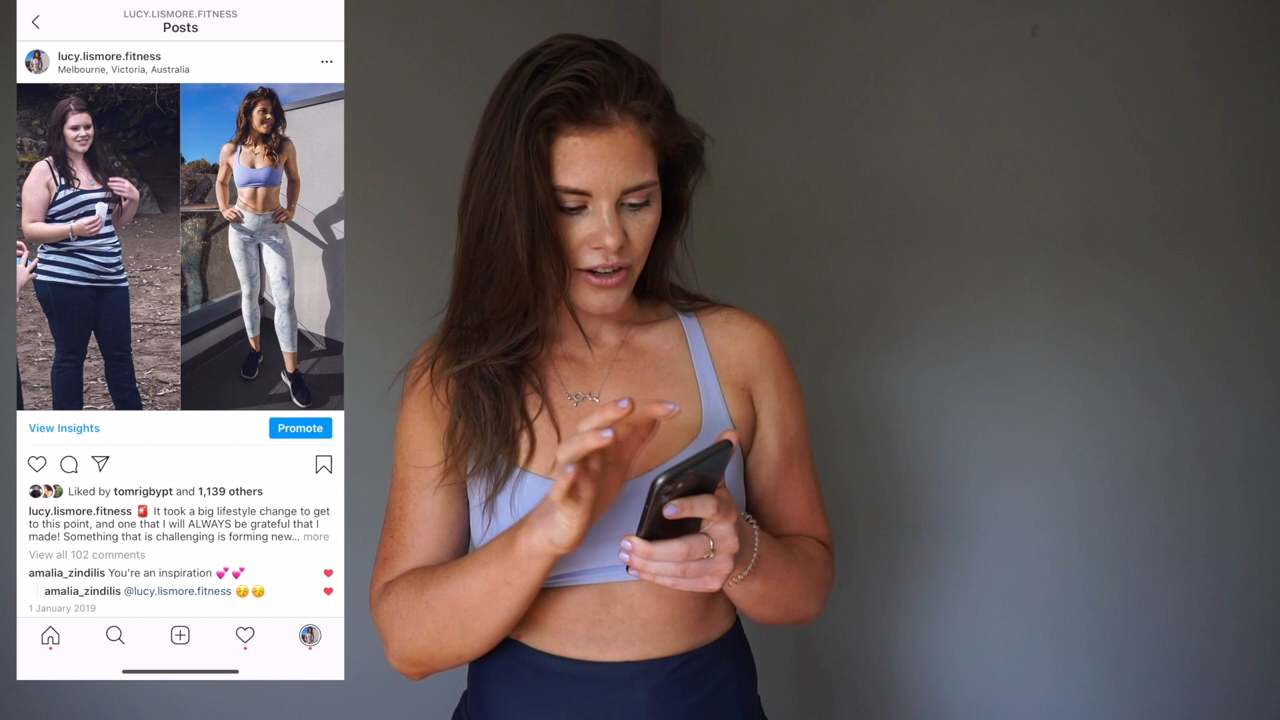 LUCY.LISMORE.FITNESS
Posts
lucy.lismore.fitness
Melbourne, Victoria, Australia
View Insights
Promote
Liked by tomrigbypt and 1,139 others
lucy.lismore.fitness 🚨 It took a big lifestyle change to get
to this point, and one that I will ALWAYS be grateful that I
made! Something that is challenging is forming new... more
View all 102 comments
amalia_zindilis You're an inspiration 💕💕
amalia_zindilis @lucy.lismore.fitness 😚😚
1 January 2019